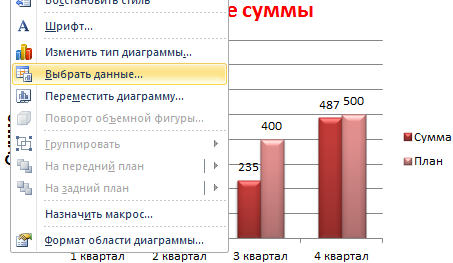 Восстановить стиль
е суммы
Шрифт...
Изменить тип диаграммы...
Выбрать данные...
Переместить диаграмму...
Поворот объемной фигуры...
Группировать
На передний план
На задний план
Назначить макрос...
Формат области диаграммы...
487 500
400
235
Сумма
План
1 квартал 2 квартал 3 квартал 4 квартал